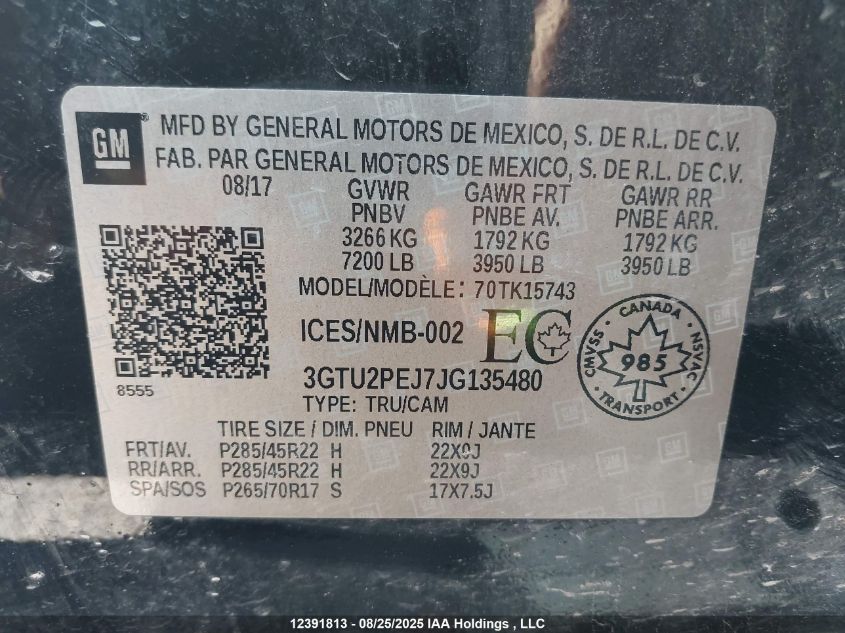 GM
MFD BY GENERAL MOTORS DE MEXICO, S. DE R.L. DE C.V.
FAB. PAR GENERAL MOTORS DE MEXICO, S. DE R.L. DE C.V.
08/17 GVWR GAWR FRT GAWR RR
PNBV PNBE AV. PNBE ARR.
3266 KG 1792 KG 1792 KG
7200 LB 3950 LB 3950 LB
MODEL/MODÈLE: 70TK15743
ICES/NMB-002 EC
CANADA
CMVSS 985 NSVAC
TRANSPORT
8555
3GTU2PEJ7JG135480
TYPE: TRU/CAM
TIRE SIZE / DIM. PNEU RIM / JANTE
FRT/AV. P285/45R22 H 22X9J
RR/ARR. P285/45R22 H 22X9J
SPA/SOS P265/70R17 S 17X7.5J
12391813 - 08/25/2025 IAA Holdings , LLC